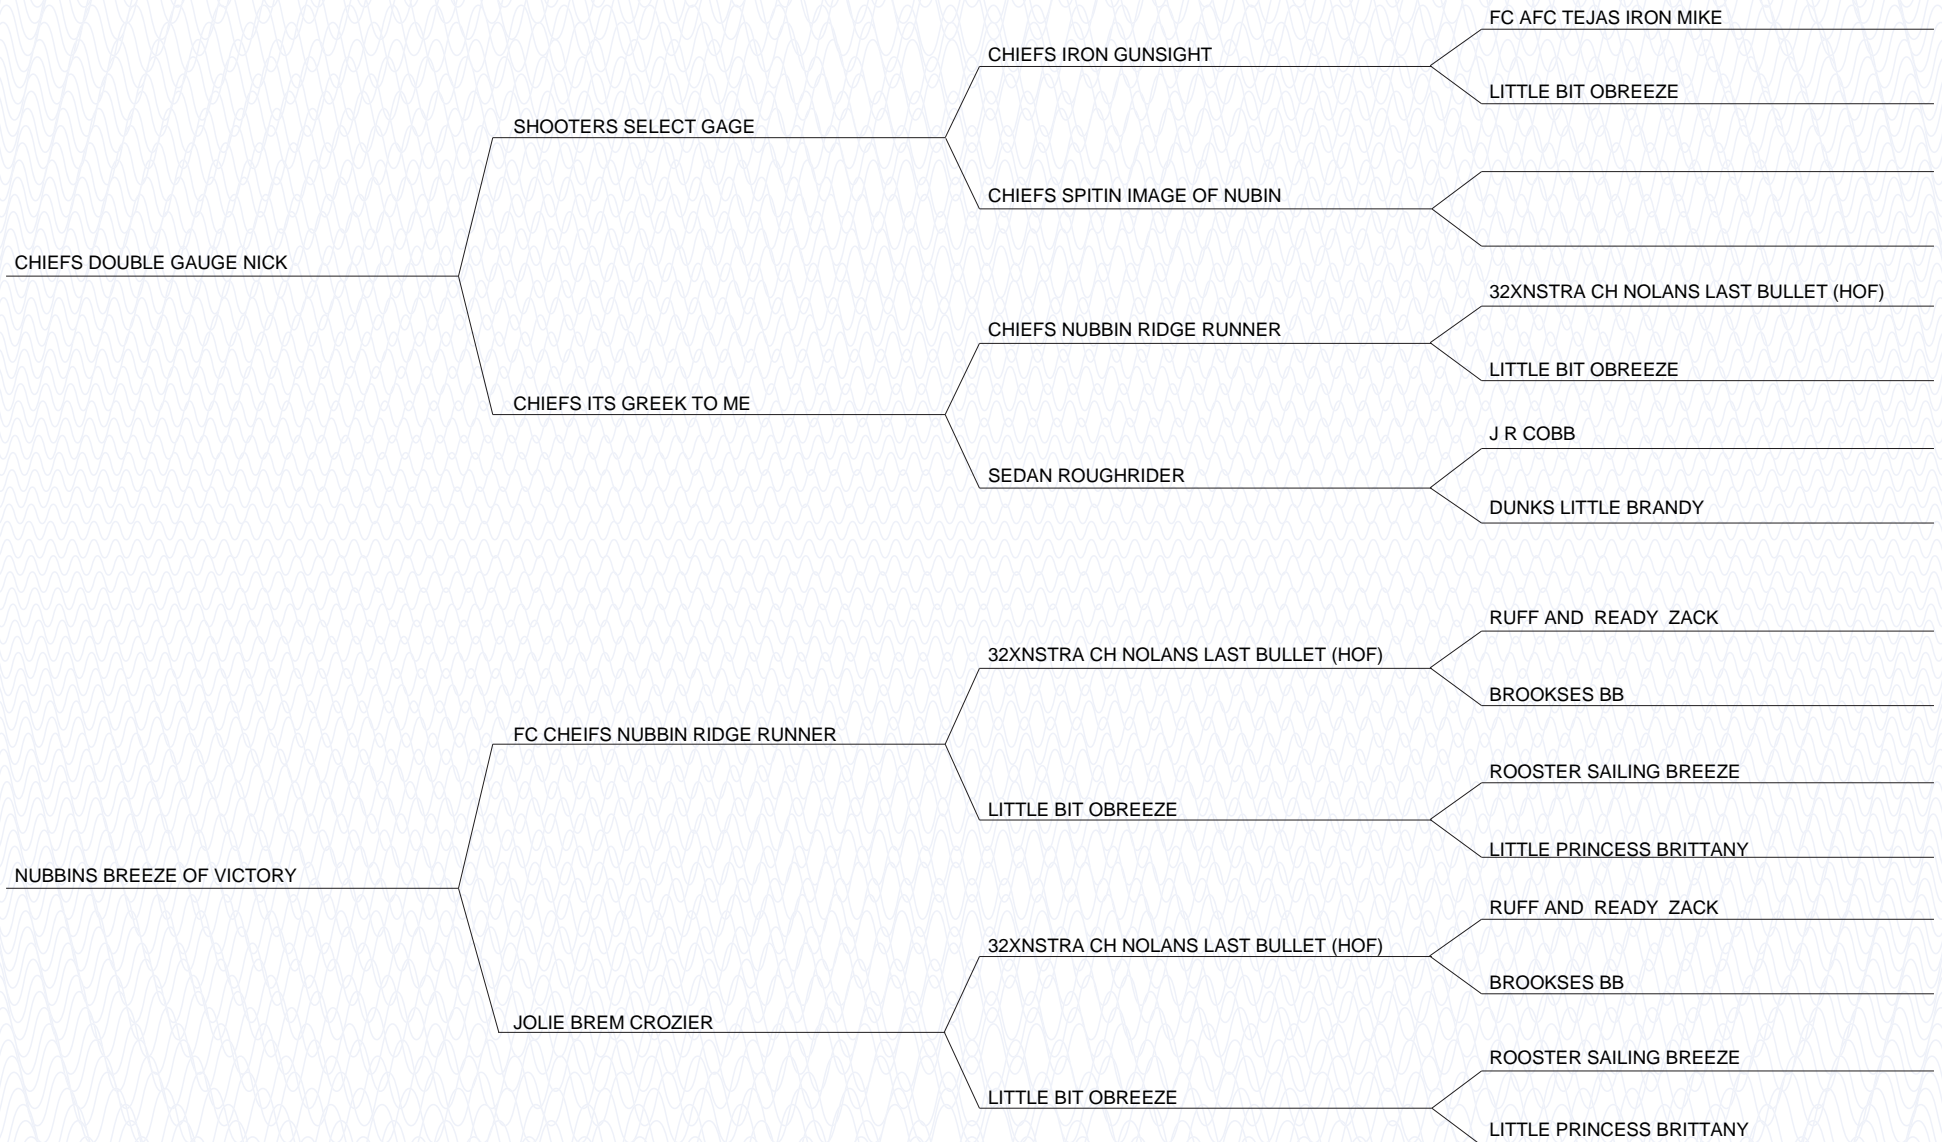 FC AFC TEJAS IRON MIKE
CHIEFS IRON GUNSIGHT
LITTLE BIT OBREEZE
SHOOTERS SELECT GAGE
CHIEFS SPITIN IMAGE OF NUBIN
CHIEFS DOUBLE GAUGE NICK
32XNSTRA CH NOLANS LAST BULLET (HOF)
CHIEFS NUBBIN RIDGE RUNNER
LITTLE BIT OBREEZE
CHIEFS ITS GREEK TO ME
J R COBB
SEDAN ROUGHRIDER
DUNKS LITTLE BRANDY
RUFF AND  READY  ZACK
32XNSTRA CH NOLANS LAST BULLET (HOF)
BROOKSES BB
FC CHEIFS NUBBIN RIDGE RUNNER
ROOSTER SAILING BREEZE
LITTLE BIT OBREEZE
LITTLE PRINCESS BRITTANY
NUBBINS BREEZE OF VICTORY
RUFF AND  READY  ZACK
32XNSTRA CH NOLANS LAST BULLET (HOF)
BROOKSES BB
JOLIE BREM CROZIER
ROOSTER SAILING BREEZE
LITTLE BIT OBREEZE
LITTLE PRINCESS BRITTANY